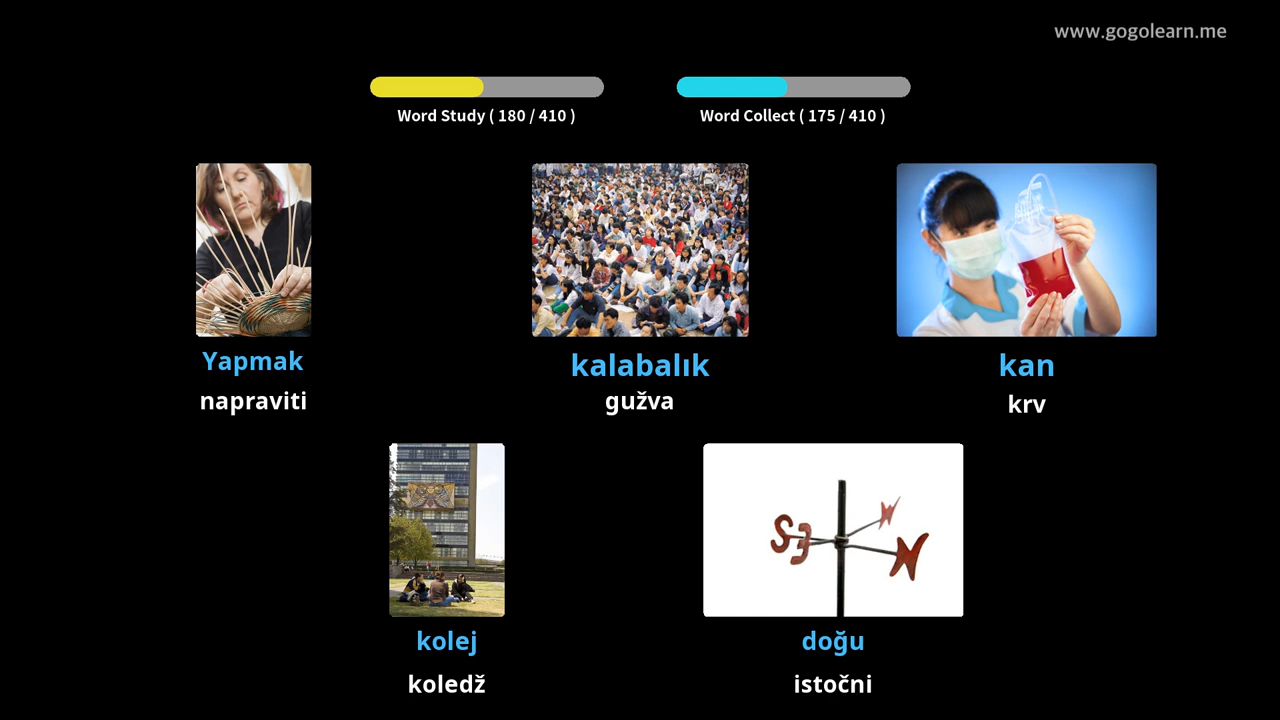 www.gogolearn.me
Word Study ( 180 / 410 )
Word Collect ( 175 / 410 )
Yapmak
napraviti
kalabalık
gužva
kan
krv
S E N W
kolej
koledž
doğu
istočni